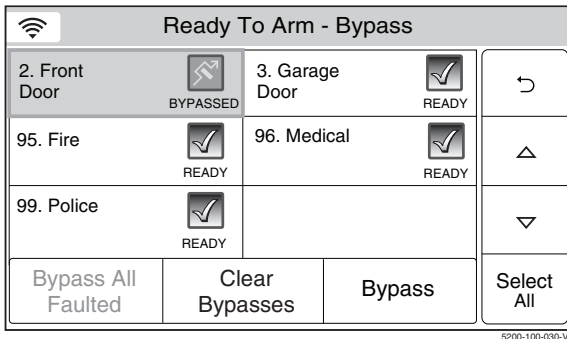 Ready To Arm - Bypass
2. Front
Door
BYPASSED
3. Garage
Door
READY
95. Fire
READY
96. Medical
READY
99. Police
READY
Bypass All
Faulted
Clear
Bypasses
Bypass
Select
All
5200-100-030-V